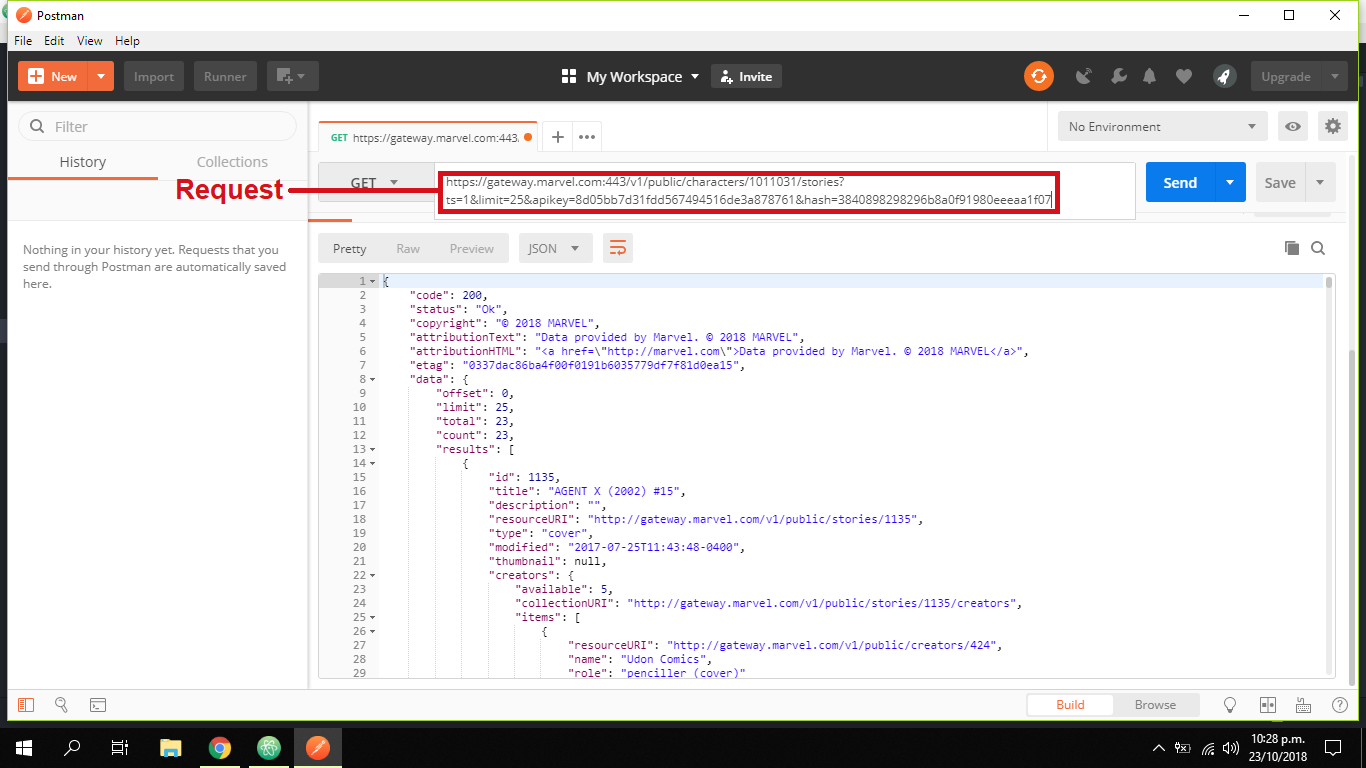 Postman
File Edit View Help
New Import Runner My Workspace Invite Upgrade
Filter
History Collections
Nothing in your history yet. Requests that you
send through Postman are automatically saved
here.
GET https://gateway.marvel.com:443
No Environment
Request
GET
https://gateway.marvel.com:443/v1/public/characters/1011031/stories?
ts=1&limit=25&apikey=8d05bb7d31fdd567494516de3a878761&hash=3840898298296b8a0f91980eeeaa1f07
Send Save
Pretty Raw Preview JSON
1 {
2 "code": 200,
3 "status": "Ok",
4 "copyright": "© 2018 MARVEL",
5 "attributionText": "Data provided by Marvel. © 2018 MARVEL",
6 "attributionHTML": "<a href=\"http://marvel.com\">Data provided by Marvel. © 2018 MARVEL</a>",
7 "etag": "0337dac86ba4f00f0191b6035779df7f81d0ea15",
8 "data": {
9 "offset": 0,
10 "limit": 25,
11 "total": 23,
12 "count": 23,
13 "results": [
14 {
15 "id": 1135,
16 "title": "AGENT X (2002) #15",
17 "description": "",
18 "resourceURI": "http://gateway.marvel.com/v1/public/stories/1135",
19 "type": "cover",
20 "modified": "2017-07-25T11:43:48-0400",
21 "thumbnail": null,
22 "creators": {
23 "available": 5,
24 "collectionURI": "http://gateway.marvel.com/v1/public/stories/1135/creators",
25 "items": [
26 {
27 "resourceURI": "http://gateway.marvel.com/v1/public/creators/424",
28 "name": "Udon Comics",
29 "role": "penciller (cover)"
Build Browse
10:28 p.m.
23/10/2018